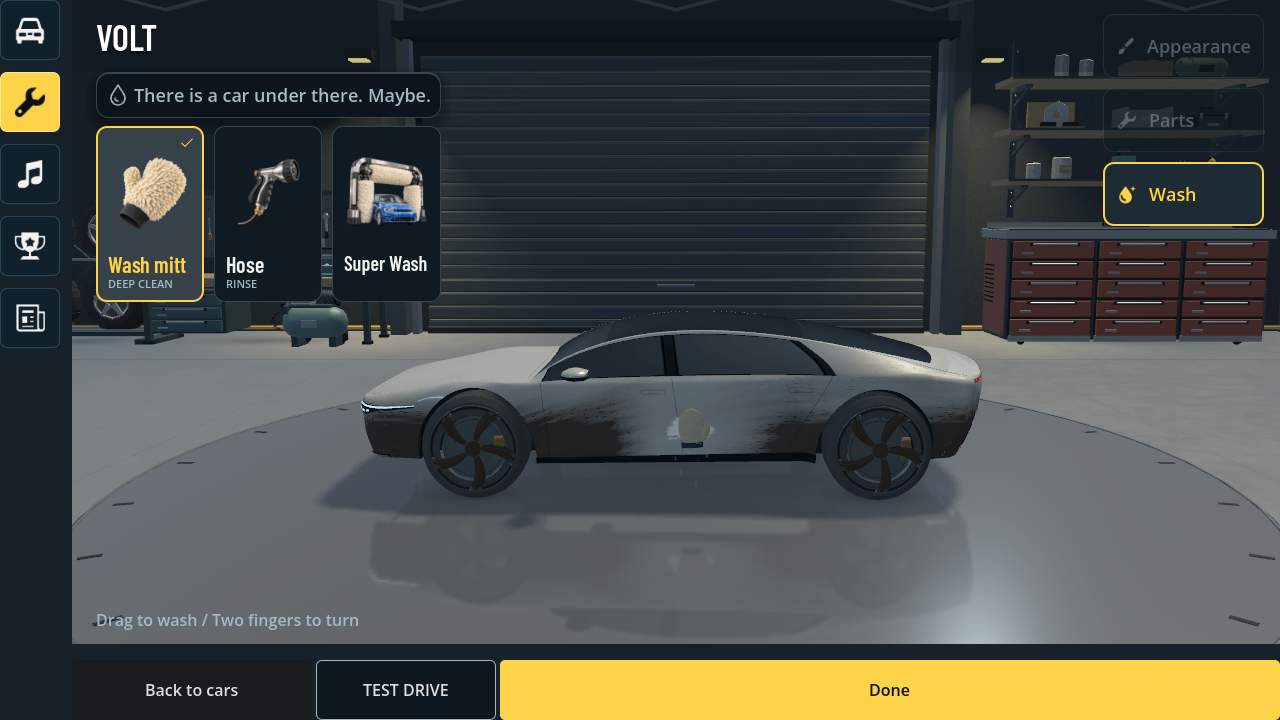 VOLT
There is a car under there. Maybe.
Wash mitt
DEEP CLEAN
Hose
RINSE
Super Wash
Appearance
Parts
Wash
Drag to wash / Two fingers to turn
Back to cars
TEST DRIVE
Done